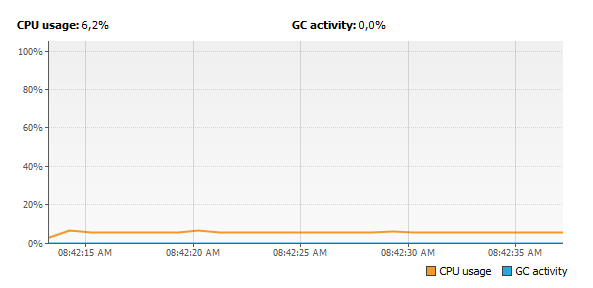 CPU usage: 6,2% GC activity: 0,0%
100%
80%
60%
40%
20%
0%
08:42:15 AM 08:42:20 AM 08:42:25 AM 08:42:30 AM 08:42:35 AM
CPU usage GC activity